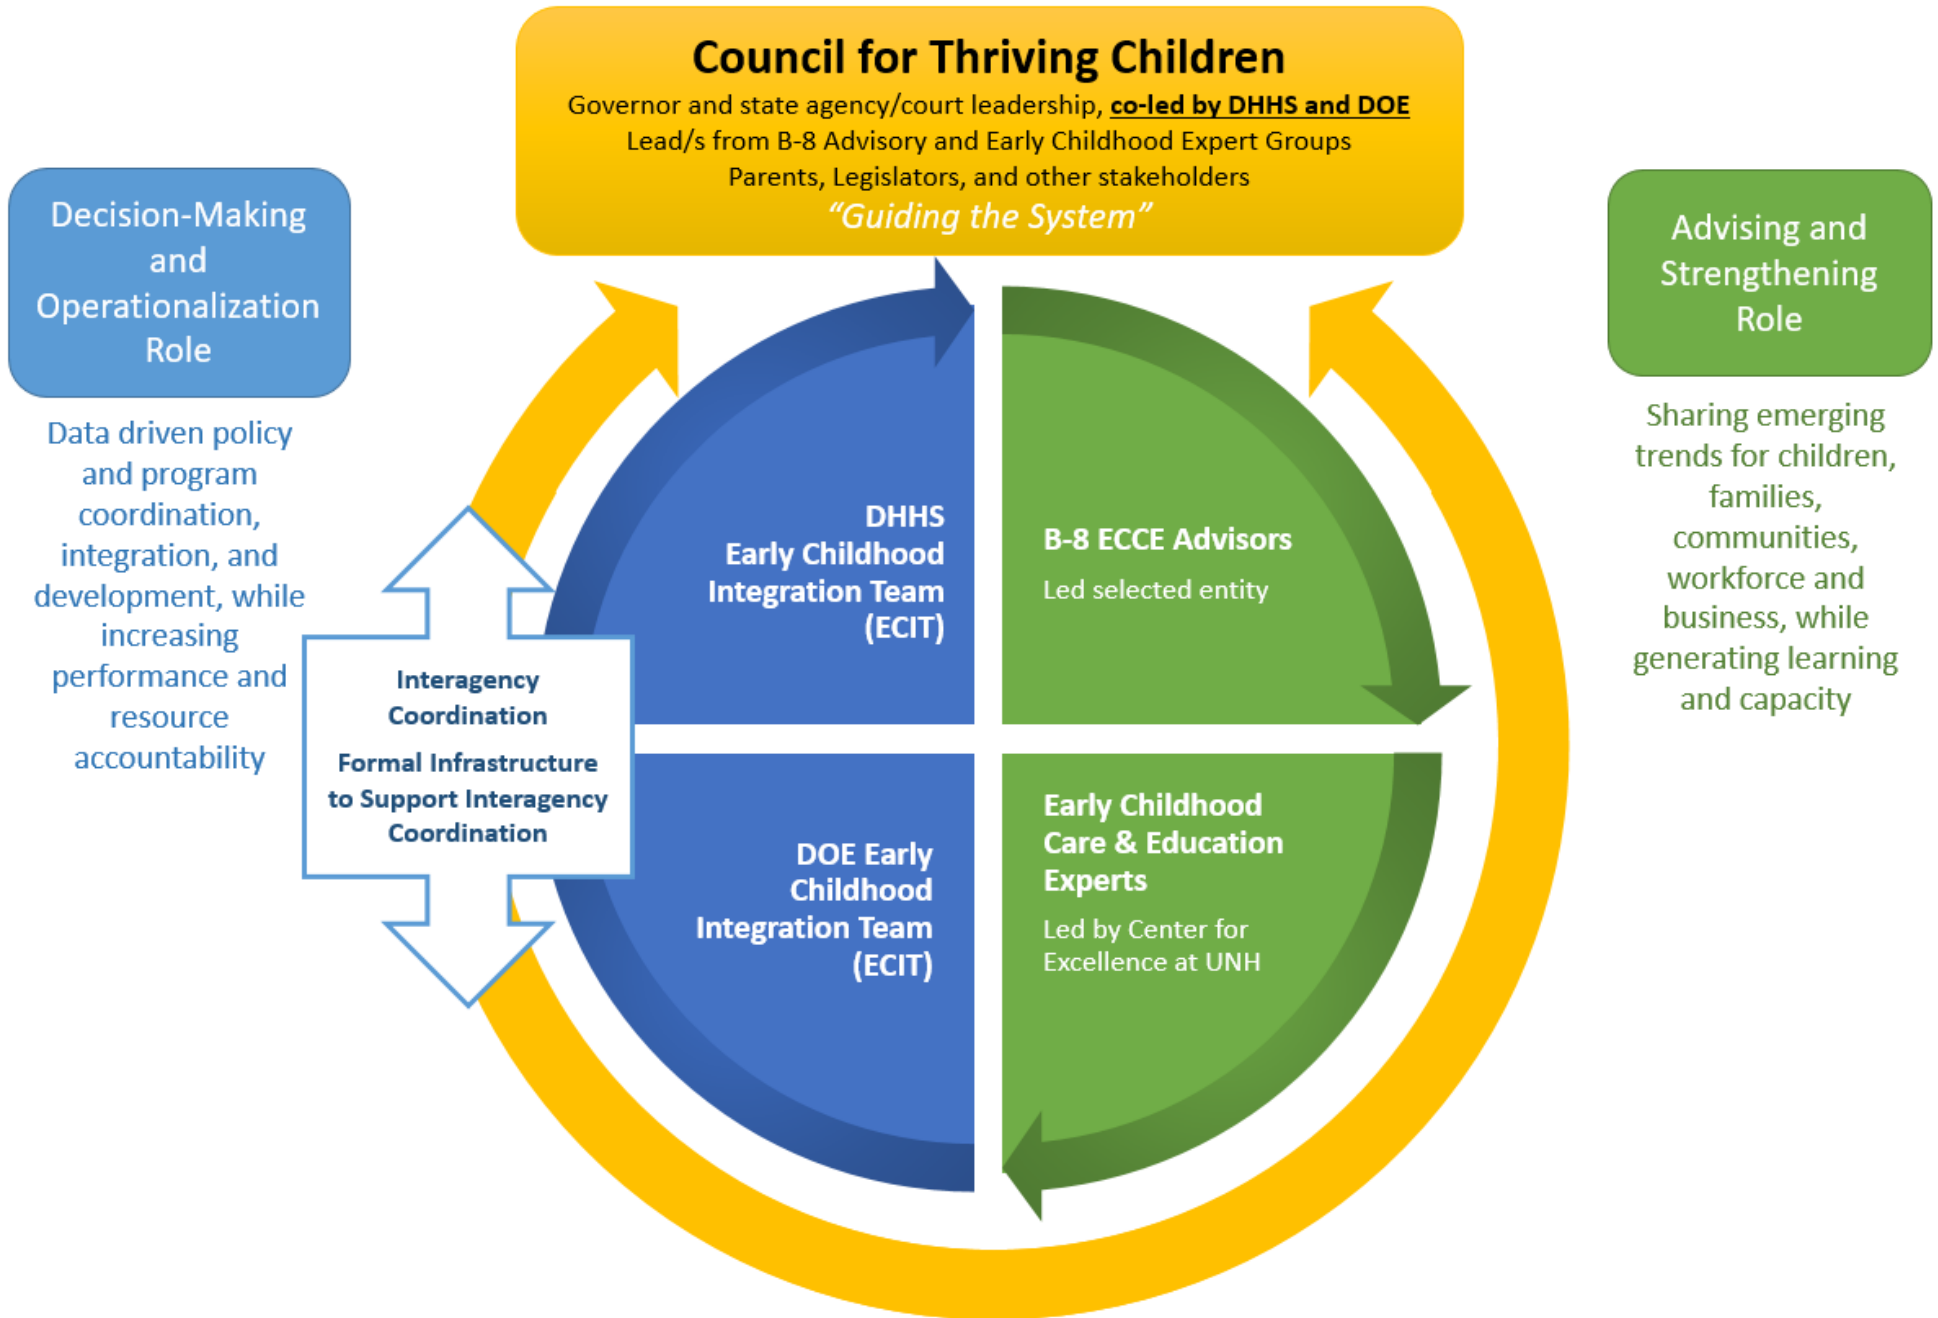 Council for Thriving Children
Governor and state agency/court leadership, co-led by DHHS and DOE
Lead/s from B-8 Advisory and Early Childhood Expert Groups
Parents, Legislators, and other stakeholders
“Guiding the System”
Decision-Making
and
Operationalization
Role
Data driven policy
and program
coordination,
integration, and
development, while
increasing
performance and
resource
accountability
Interagency
Coordination
Formal Infrastructure
to Support Interagency
Coordination
DHHS
Early Childhood
Integration Team
(ECIT)
B-8 ECCE Advisors
Led selected entity
DOE Early
Childhood
Integration Team
(ECIT)
Early Childhood
Care & Education
Experts
Led by Center for
Excellence at UNH
Advising and
Strengthening
Role
Sharing emerging
trends for children,
families,
communities,
workforce and
business, while
generating learning
and capacity